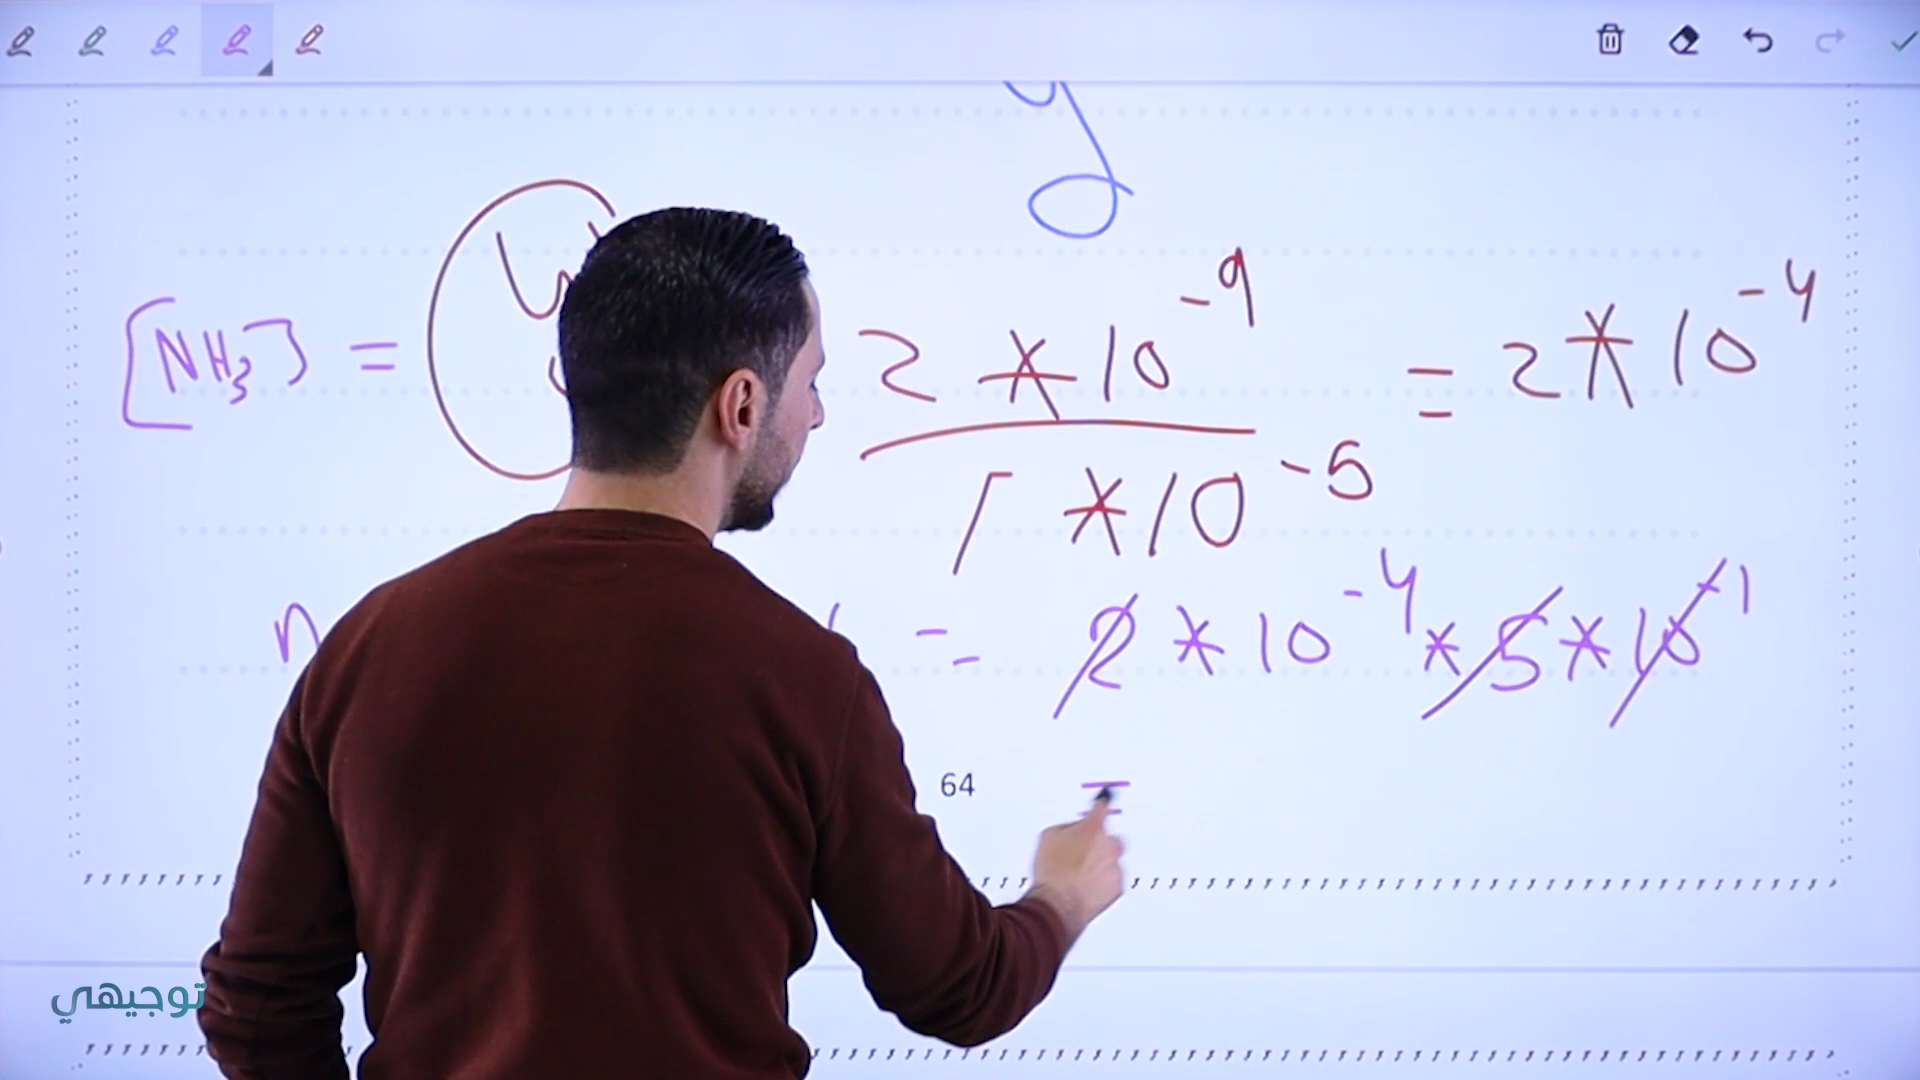 [NH3] = 2 * 10^-9 = 2 * 10^-4
1 * 10^-5
n = 2 * 10^-4 * 5 * 10^-1
64 =
توجيهي